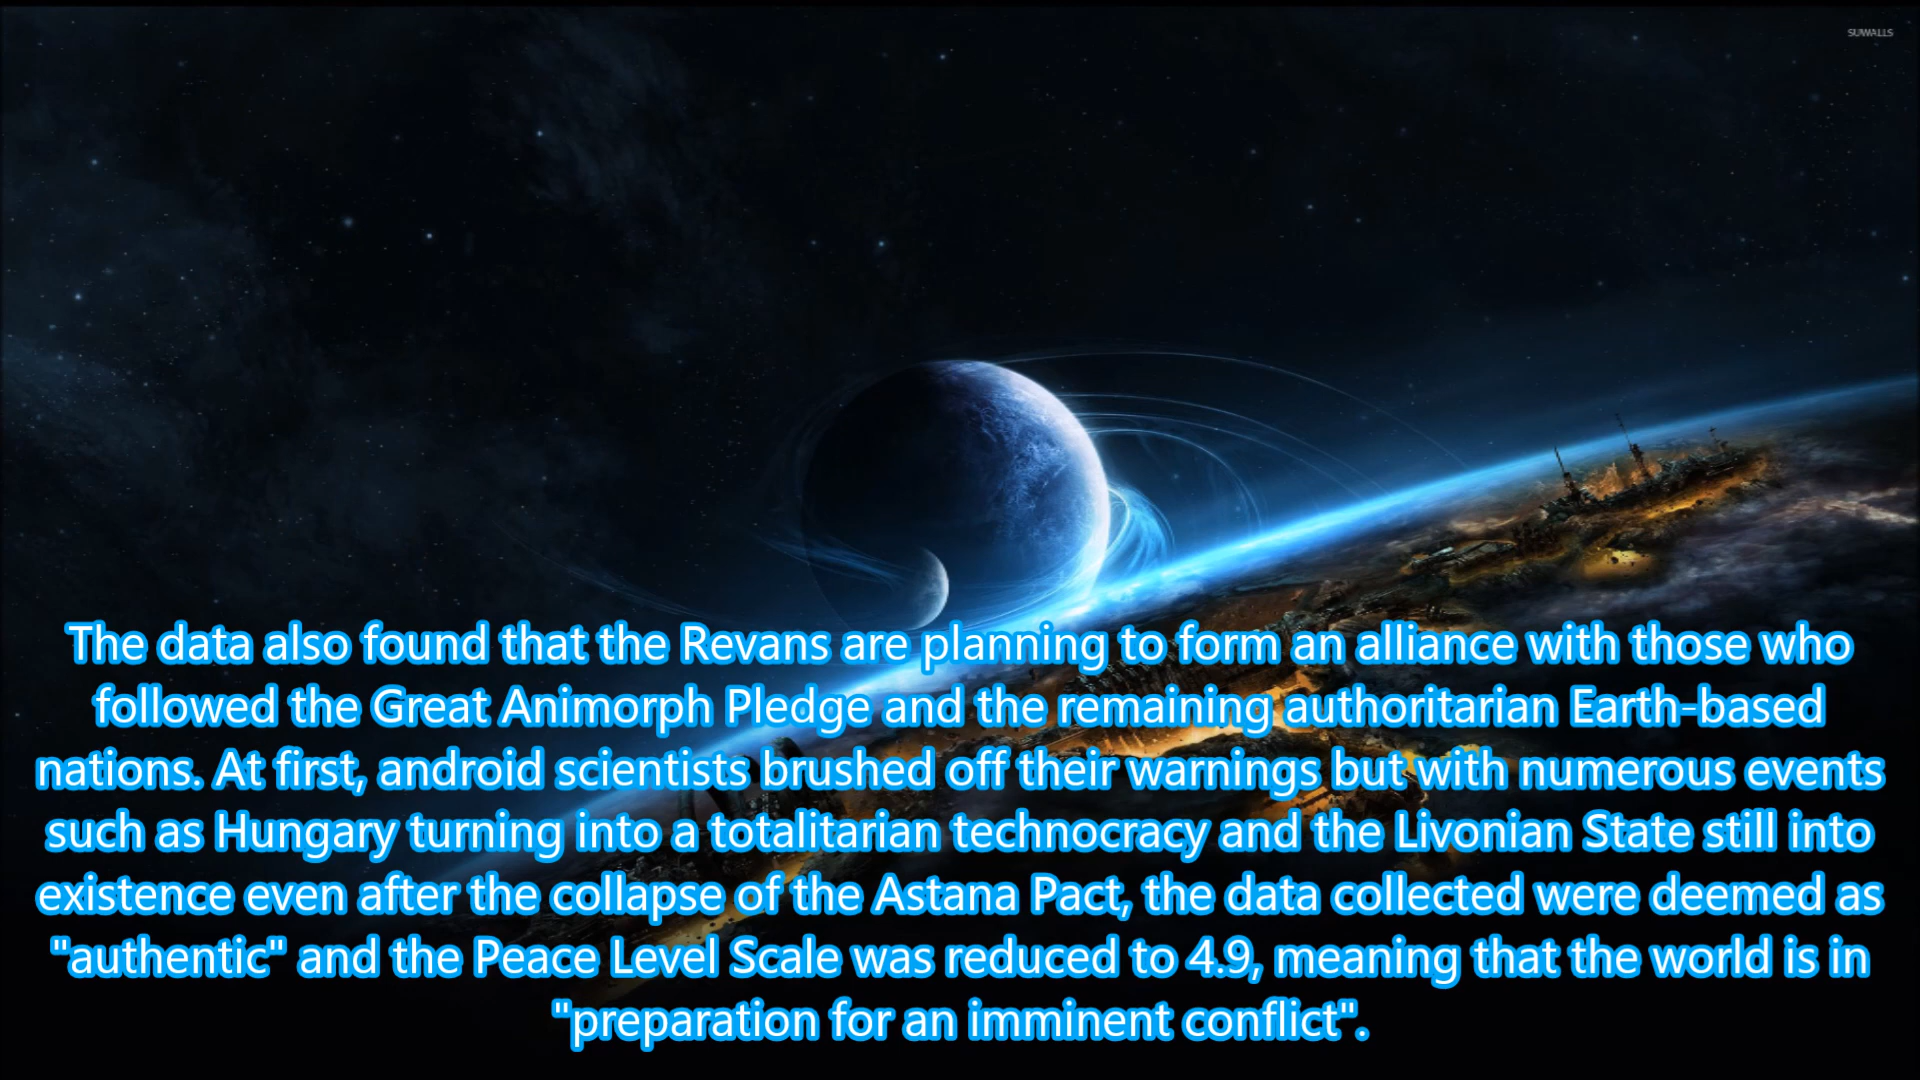 SUWALLS
The data also found that the Revans are planning to form an alliance with those who
followed the Great Animorph Pledge and the remaining authoritarian Earth-based
nations. At first, android scientists brushed off their warnings but with numerous events
such as Hungary turning into a totalitarian technocracy and the Livonian State still into
existence even after the collapse of the Astana Pact, the data collected were deemed as
"authentic" and the Peace Level Scale was reduced to 4.9, meaning that the world is in
"preparation for an imminent conflict".